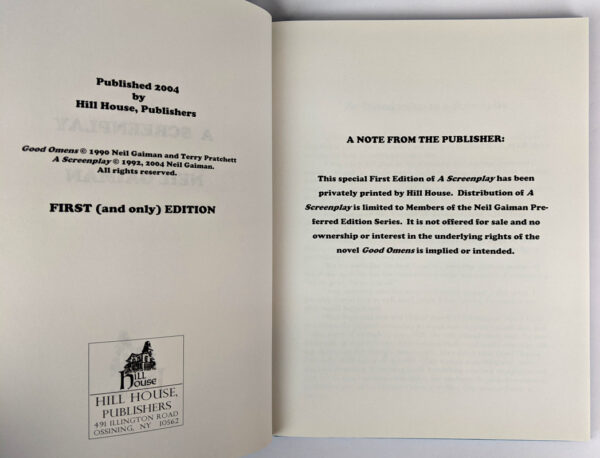 Published 2004
by
Hill House, Publishers
Good Omens © 1990 Neil Gaiman and Terry Pratchett
A Screenplay © 1992, 2004 Neil Gaiman.
All rights reserved.
FIRST (and only) EDITION
Hill
House
HILL HOUSE,
PUBLISHERS
491 ILLINGTON ROAD
OSSINING, NY 10562
A NOTE FROM THE PUBLISHER:
This special First Edition of A Screenplay has been
privately printed by Hill House. Distribution of A
Screenplay is limited to Members of the Neil Gaiman Pre-
ferred Edition Series. It is not offered for sale and no
ownership or interest in the underlying rights of the
novel Good Omens is implied or intended.